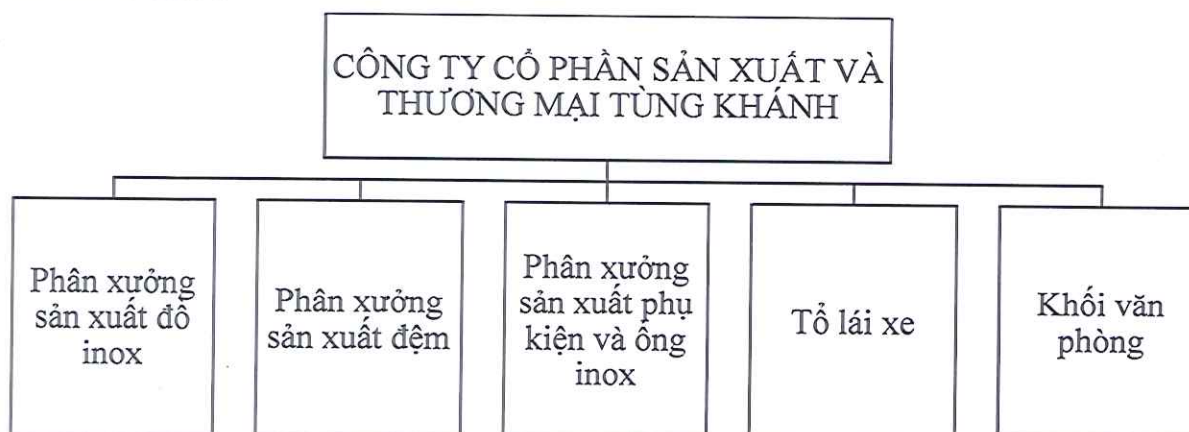 CÔNG TY CỔ PHẦN SẢN XUẤT VÀ
THƯƠNG MẠI TÙNG KHÁNH
Phân xưởng
sản xuất đồ
inox
Phân xưởng
sản xuất đệm
Phân xưởng
sản xuất phụ
kiện và ống
inox
Tổ lái xe
Khối văn
phòng